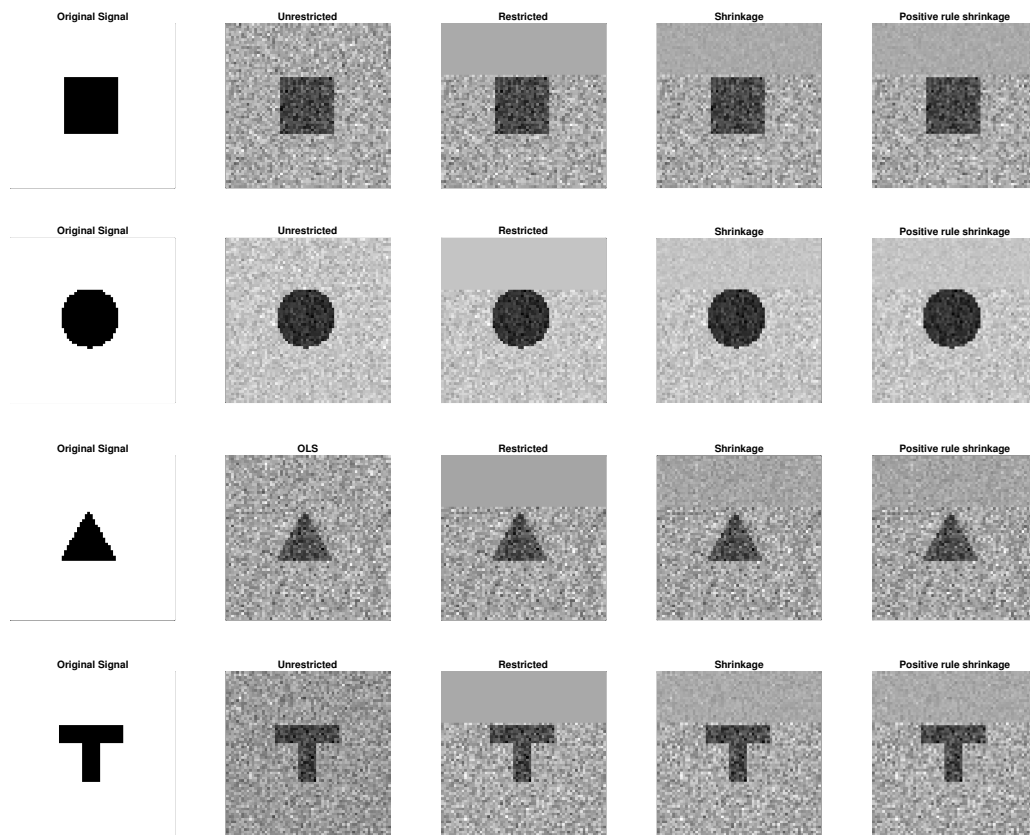 Original Signal
Unrestricted
Restricted
Shrinkage
Positive rule shrinkage
Original Signal
Unrestricted
Restricted
Shrinkage
Positive rule shrinkage
Original Signal
OLS
Restricted
Shrinkage
Positive rule shrinkage
Original Signal
Unrestricted
Restricted
Shrinkage
Positive rule shrinkage